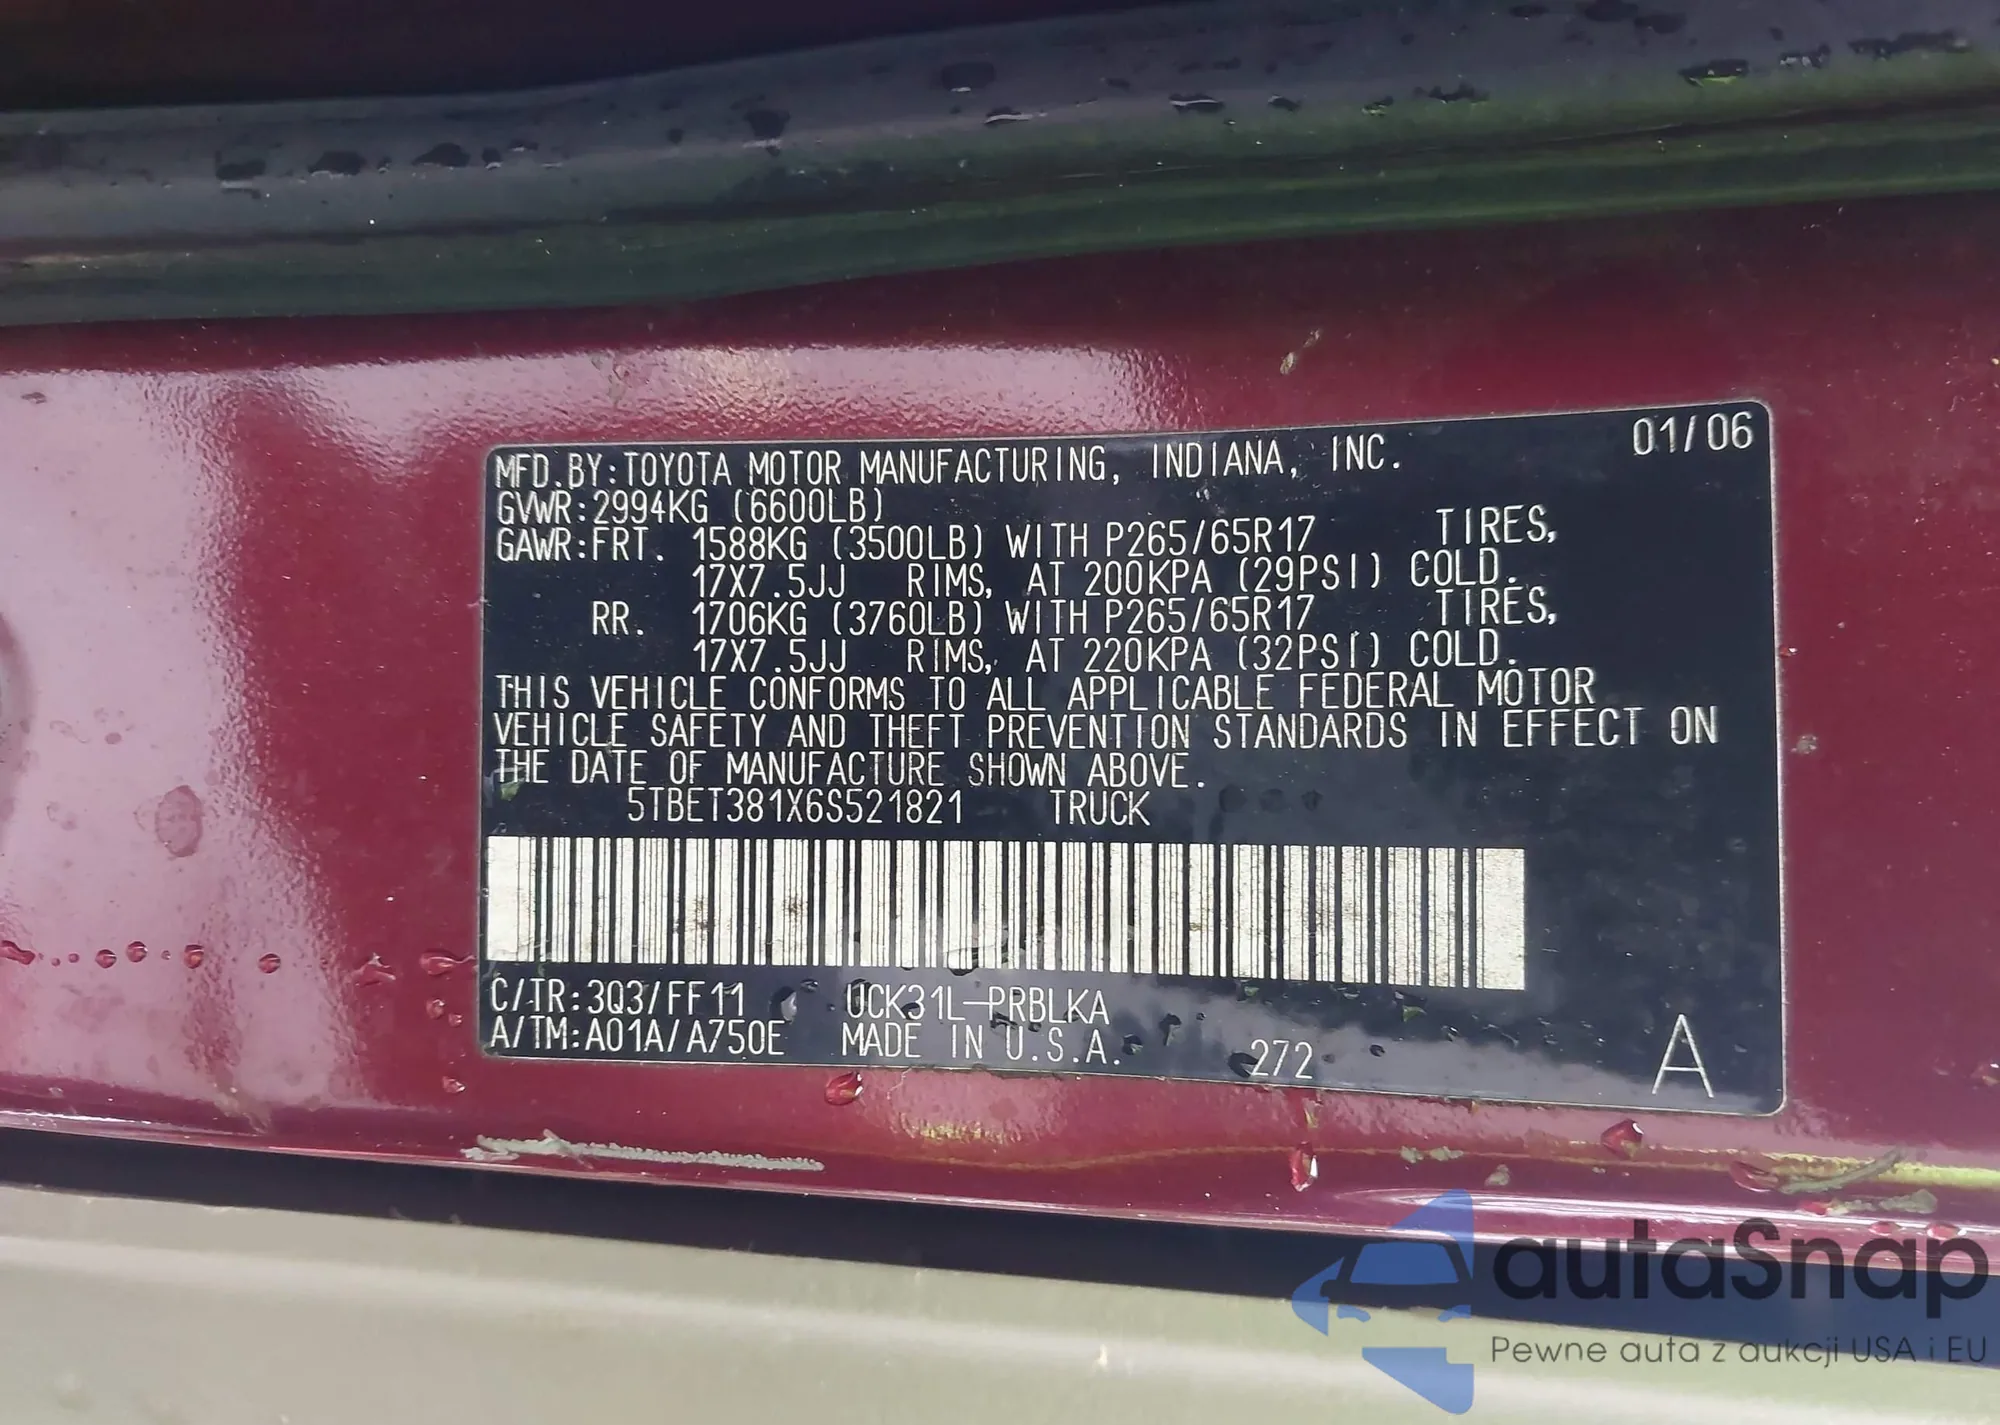 01/06
MFD.BY:TOYOTA MOTOR MANUFACTURING, INDIANA, INC.
GVWR:2994KG (6600LB)
GAWR:FRT. 1588KG (3500LB) WITH P265/65R17 TIRES,
17X7.5JJ RIMS, AT 200KPA (29PSI) COLD.
RR. 1706KG (3760LB) WITH P265/65R17 TIRES,
17X7.5JJ RIMS, AT 220KPA (32PSI) COLD.
THIS VEHICLE CONFORMS TO ALL APPLICABLE FEDERAL MOTOR
VEHICLE SAFETY AND THEFT PREVENTION STANDARDS IN EFFECT ON
THE DATE OF MANUFACTURE SHOWN ABOVE.
5TBET381X6S521821 TRUCK
C/TR:3Q3/FF11 UCK31L-PRBLKA
A/TM:A01A/A750E MADE IN U.S.A. 272 A
autaSnap
Pewne auta z aukcji USA i EU